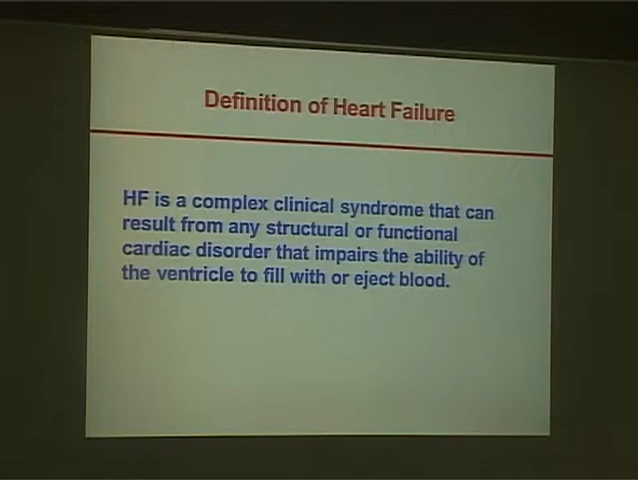 Definition of Heart Failure
HF is a complex clinical syndrome that can
result from any structural or functional
cardiac disorder that impairs the ability of
the ventricle to fill with or eject blood.